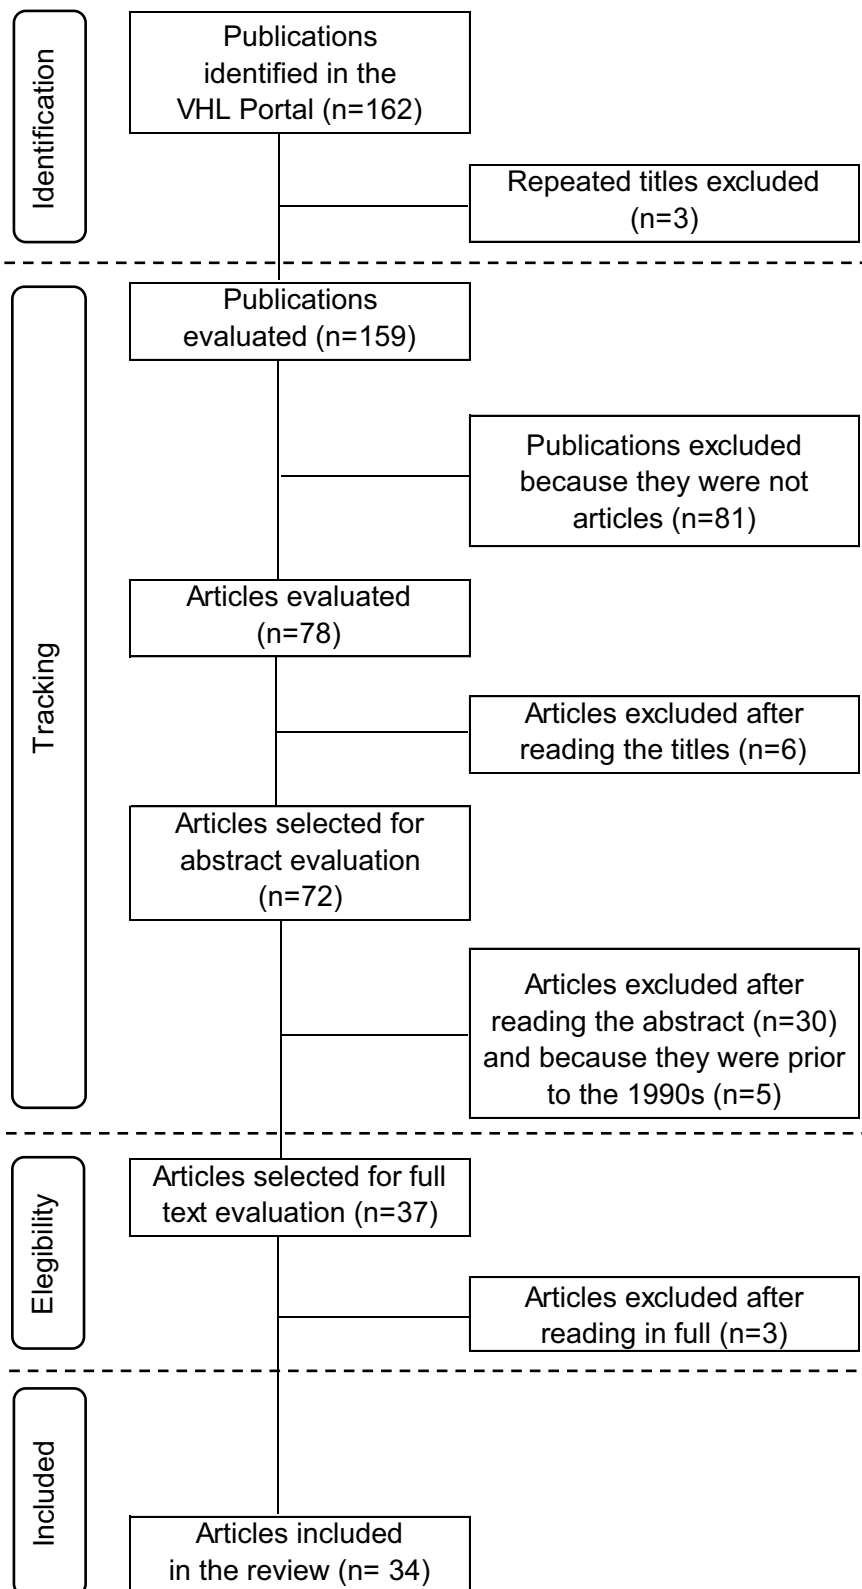 Identification
Publications
identified in the
VHL Portal (n=162)
Repeated titles excluded
(n=3)
Tracking
Publications
evaluated (n=159)
Publications excluded
because they were not
articles (n=81)
Articles evaluated
(n=78)
Articles excluded after
reading the titles (n=6)
Articles selected for
abstract evaluation
(n=72)
Articles excluded after
reading the abstract (n=30)
and because they were prior
to the 1990s (n=5)
Elegibility
Articles selected for full
text evaluation (n=37)
Articles excluded after
reading in full (n=3)
Included
Articles included
in the review (n= 34)